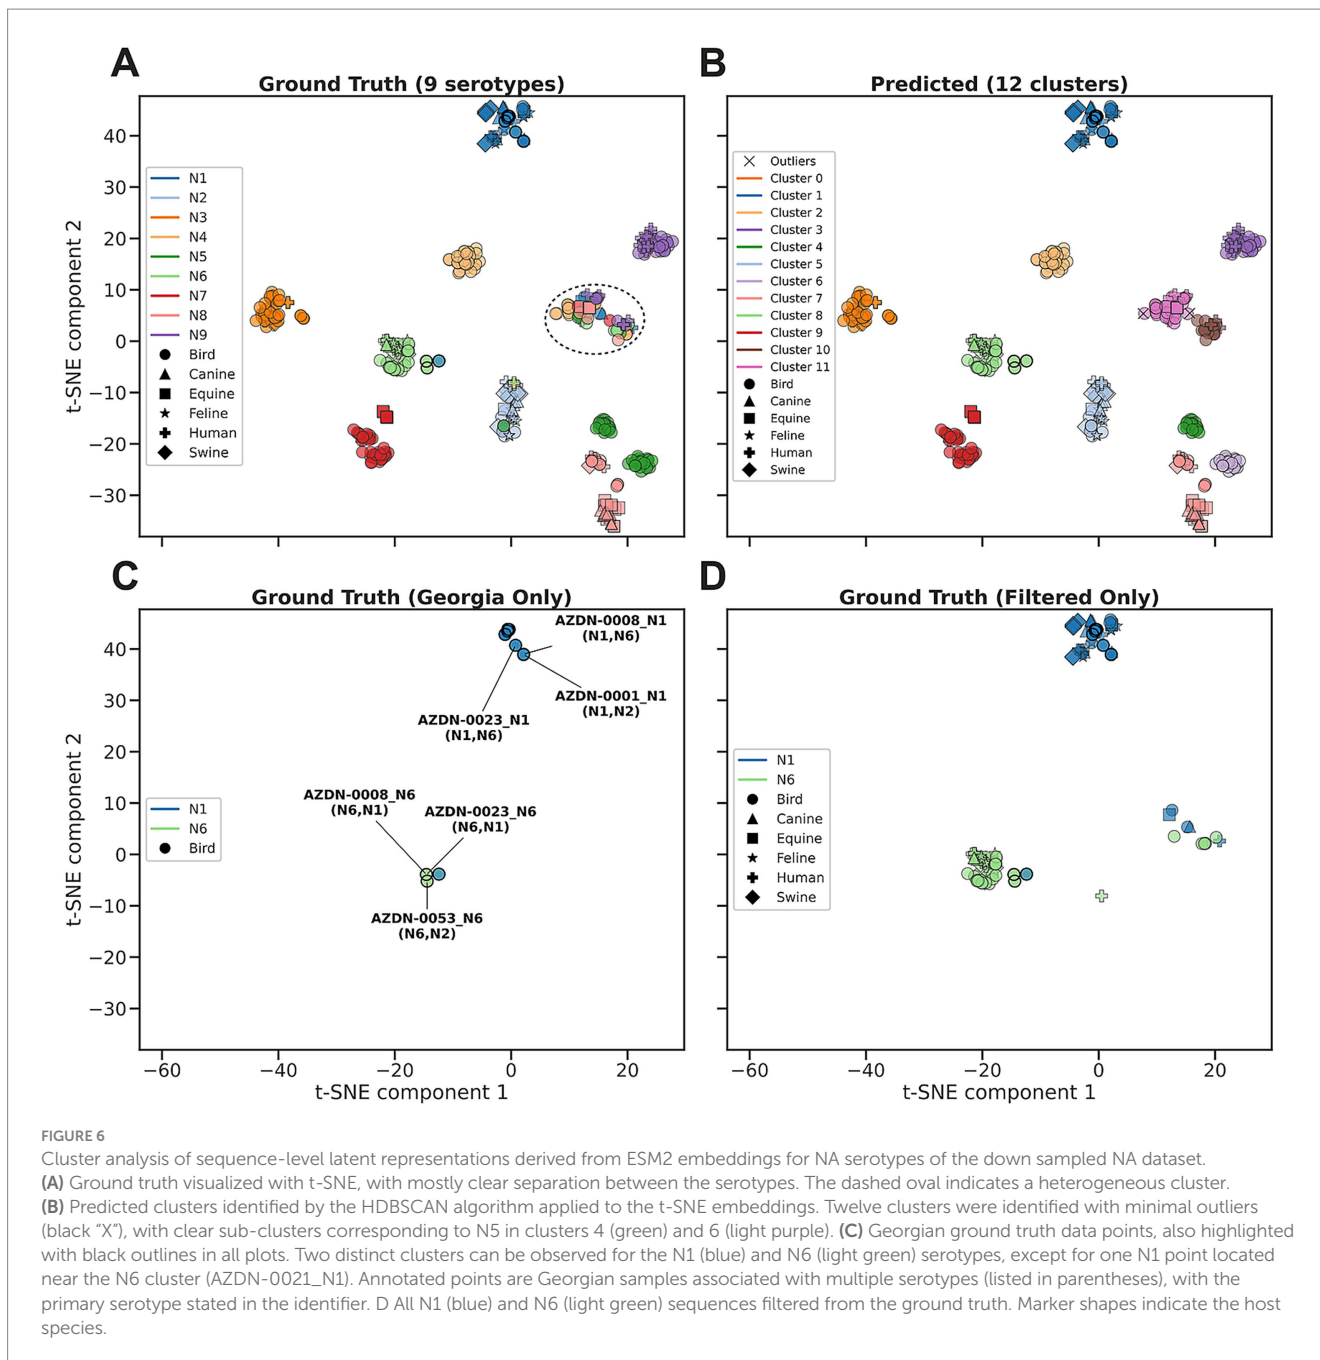 A
Ground Truth (9 serotypes)
t-SNE component 2
40
30
20
10
0
−10
−20
−30
N1
N2
N3
N4
N5
N6
N7
N8
N9
Bird
Canine
Equine
Feline
Human
Swine
B
Predicted (12 clusters)
Outliers
Cluster 0
Cluster 1
Cluster 2
Cluster 3
Cluster 4
Cluster 5
Cluster 6
Cluster 7
Cluster 8
Cluster 9
Cluster 10
Cluster 11
Bird
Canine
Equine
Feline
Human
Swine
C
Ground Truth (Georgia Only)
t-SNE component 2
40
30
20
10
0
−10
−20
−30
AZDN-0008_N1
(N1,N6)
AZDN-0001_N1
(N1,N2)
AZDN-0023_N1
(N1,N6)
AZDN-0008_N6
(N6,N1)
AZDN-0023_N6
(N6,N1)
AZDN-0053_N6
(N6,N2)
N1
N6
Bird
−60
−40
−20
0
20
t-SNE component 1
D
Ground Truth (Filtered Only)
N1
N6
Bird
Canine
Equine
Feline
Human
Swine
−60
−40
−20
0
20
t-SNE component 1
FIGURE 6
Cluster analysis of sequence-level latent representations derived from ESM2 embeddings for NA serotypes of the down sampled NA dataset.
(A) Ground truth visualized with t-SNE, with mostly clear separation between the serotypes. The dashed oval indicates a heterogeneous cluster.
(B) Predicted clusters identified by the HDBSCAN algorithm applied to the t-SNE embeddings. Twelve clusters were identified with minimal outliers
(black “X”), with clear sub-clusters corresponding to N5 in clusters 4 (green) and 6 (light purple). (C) Georgian ground truth data points, also highlighted
with black outlines in all plots. Two distinct clusters can be observed for the N1 (blue) and N6 (light green) serotypes, except for one N1 point located
near the N6 cluster (AZDN-0021_N1). Annotated points are Georgian samples associated with multiple serotypes (listed in parentheses), with the
primary serotype stated in the identifier. D All N1 (blue) and N6 (light green) sequences filtered from the ground truth. Marker shapes indicate the host
species.